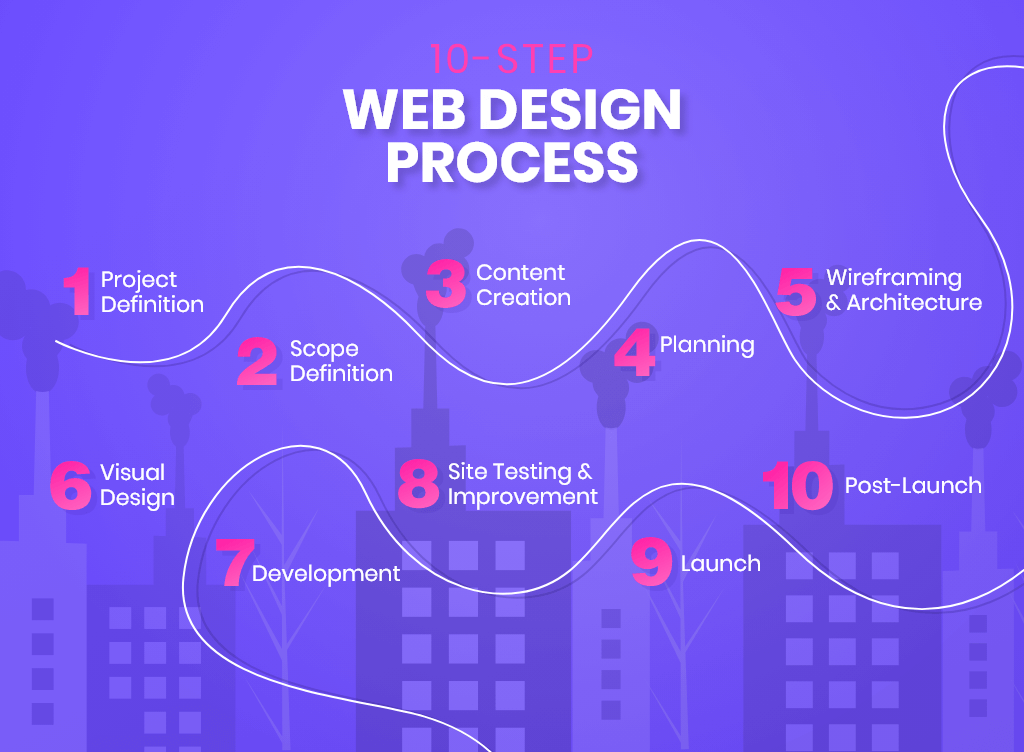 10-STEP
WEB DESIGN
PROCESS
1
Project
Definition
2
Scope
Definition
3
Content
Creation
4
Planning
5
Wireframing
& Architecture
6
Visual
Design
7
Development
8
Site Testing &
Improvement
9
Launch
10
Post-Launch